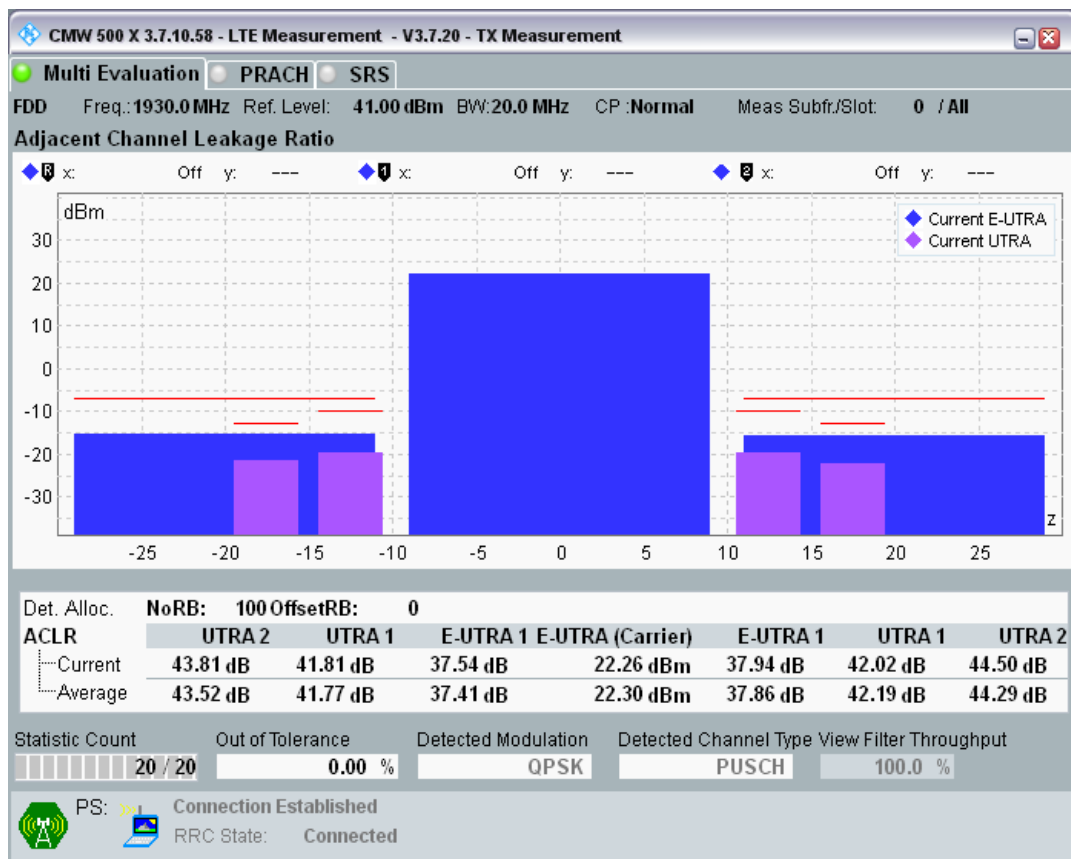 CMW 500 X 3.7.10.58 - LTE Measurement - V3.7.20 - TX Measurement
Multi Evaluation PRACH SRS
FDD Freq.:1930.0 MHz Ref. Level: 41.00 dBm BW:20.0 MHz CP :Normal Meas Subfr./Slot: 0 / All
Adjacent Channel Leakage Ratio
R x: Off y: --- 1 x: Off y: --- 2 x: Off y: ---
dBm
Current E-UTRA
Current UTRA
30
20
10
0
-10
-20
-30
z
-25 -20 -15 -10 -5 0 5 10 15 20 25
Det. Alloc. NoRB: 100 OffsetRB: 0
ACLR UTRA 2 UTRA 1 E-UTRA 1 E-UTRA (Carrier) E-UTRA 1 UTRA 1 UTRA 2
Current 43.81 dB 41.81 dB 37.54 dB 22.26 dBm 37.94 dB 42.02 dB 44.50 dB
Average 43.52 dB 41.77 dB 37.41 dB 22.30 dBm 37.86 dB 42.19 dB 44.29 dB
Statistic Count Out of Tolerance Detected Modulation Detected Channel Type View Filter Throughput
20 / 20 0.00 % QPSK PUSCH 100.0 %
PS: Connection Established
RRC State: Connected